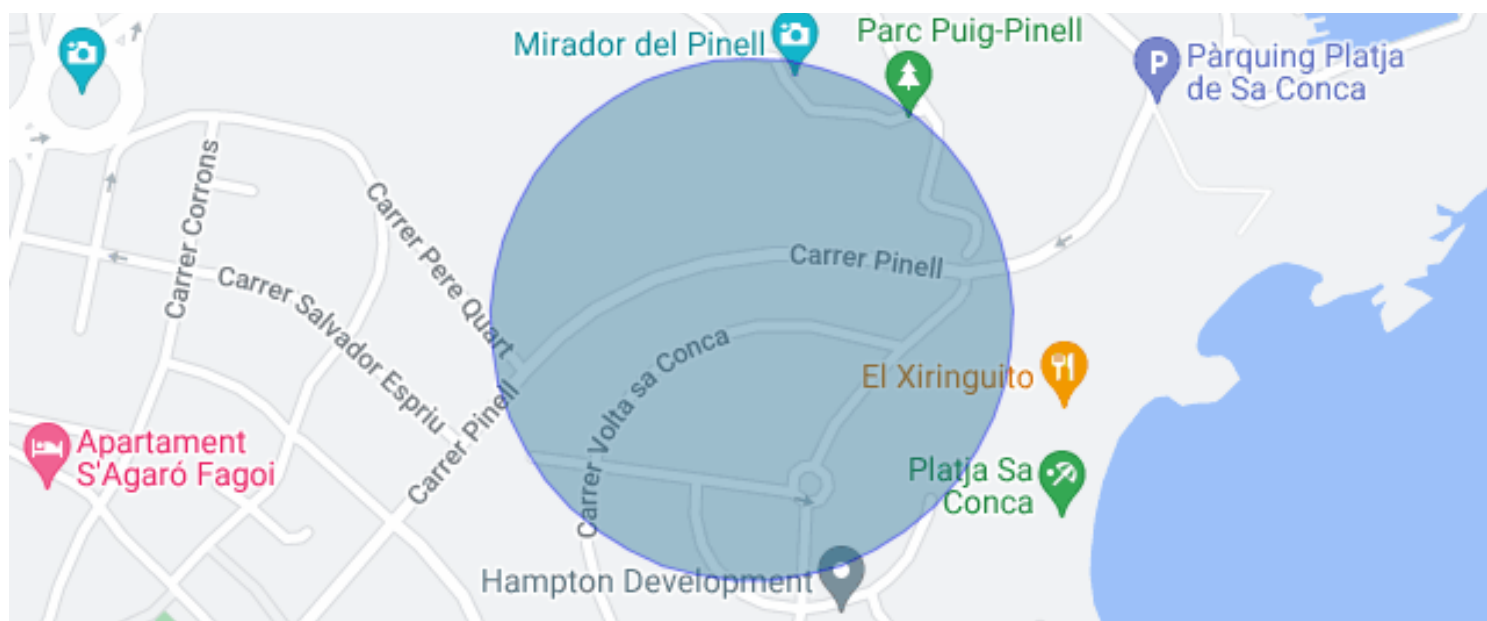 Mirador del Pinell
Parc Puig-Pinell
P
Pàrquing Platja
de Sa Conca
Carrer Corrons
Carrer Pere Quart
Carrer Salvador Espriu
Carrer Pinell
Carrer Volta sa Conca
Carrer Pinell
El Xiringuito
Apartament
S'Agaró Fagoi
Platja Sa
Conca
Hampton Development